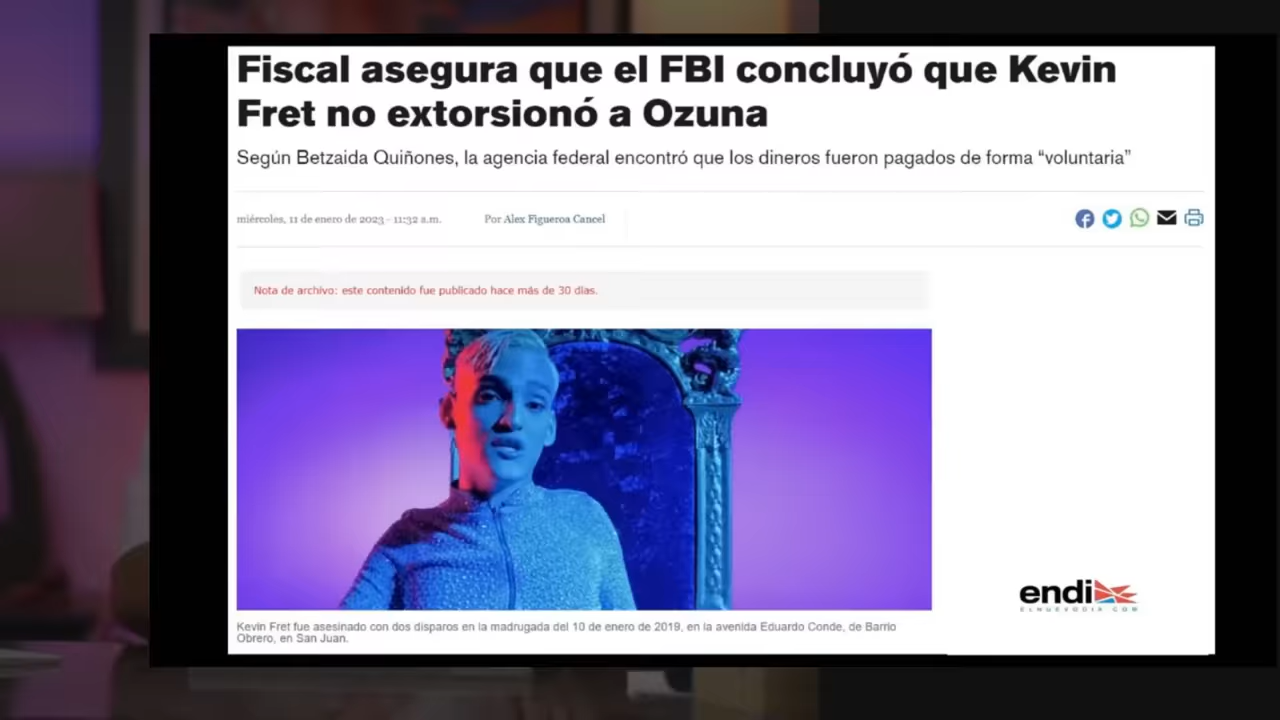 Fiscal asegura que el FBI concluyó que Kevin
Fret no extorsionó a Ozuna
Según Betzaida Quiñones, la agencia federal encontró que los dineros fueron pagados de forma “voluntaria”
miércoles, 11 de enero de 2023 - 11:32 a.m.
Por Alex Figueroa Cancel
Nota de archivo: este contenido fue publicado hace más de 30 días.
endi
ELNUEVODIA.COM
Kevin Fret fue asesinado con dos disparos en la madrugada del 10 de enero de 2019, en la avenida Eduardo Conde, de Barrio
Obrero, en San Juan.